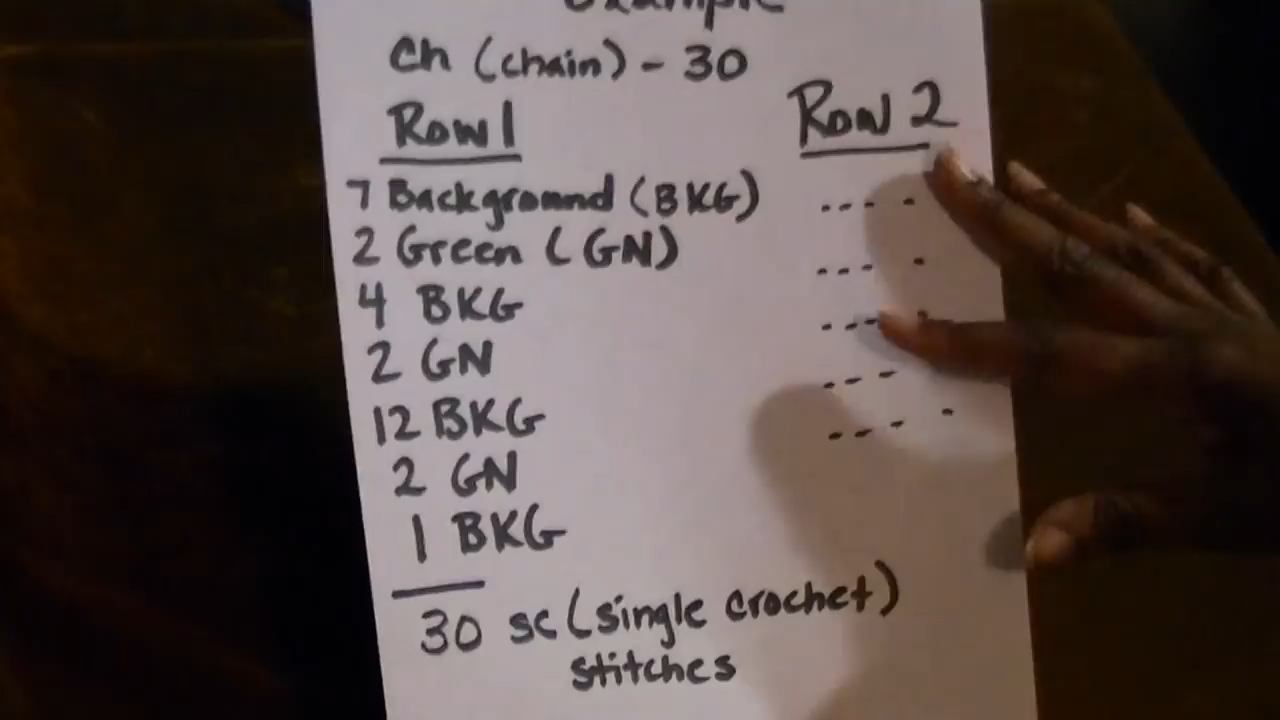 Example
Ch (chain) - 30
Row 1
7 Background (BKG)
2 Green (GN)
4 BKG
2 GN
12 BKG
2 GN
1 BKG
30 sc (single crochet)
stitches
Row 2
--- -
--- -
--- -
---
--- -